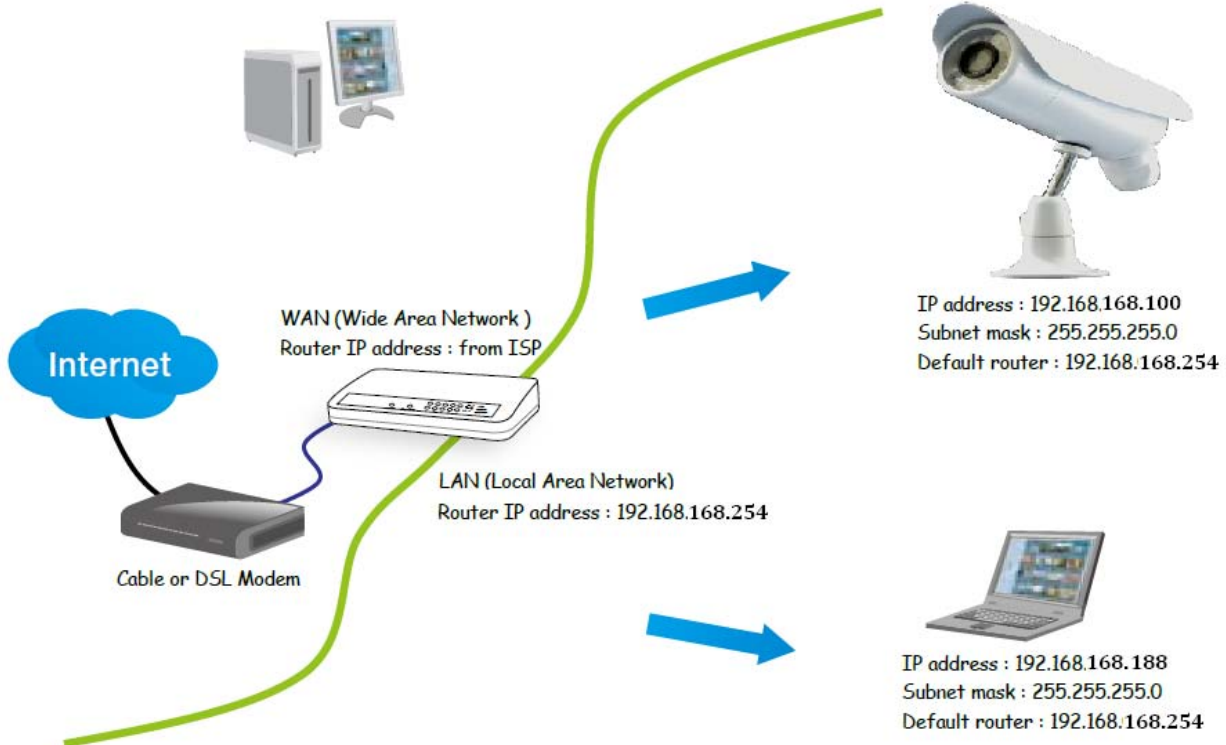 WAN (Wide Area Network )
Router IP address : from ISP
Internet
LAN (Local Area Network)
Router IP address : 192.168.168.254
Cable or DSL Modem
IP address : 192.168.168.100
Subnet mask : 255.255.255.0
Default router : 192.168.168.254
IP address : 192.168.168.188
Subnet mask : 255.255.255.0
Default router : 192.168.168.254